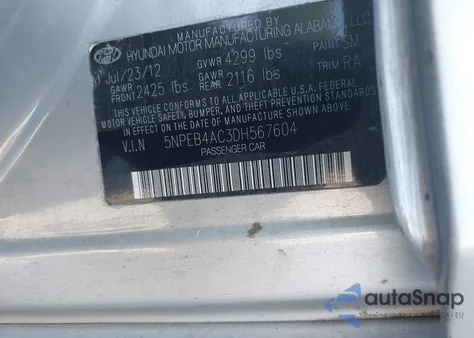 MANUFACTURED BY
HYUNDAI MOTOR MANUFACTURING ALABAMA, LLC
Jul/23/12 GVWR 4299 lbs PAINT SM
GAWR FRONT 2425 lbs GAWR REAR 2116 lbs TRIM RA
THIS VEHICLE CONFORMS TO ALL APPLICABLE U.S.A. FEDERAL
MOTOR VEHICLE SAFETY, BUMPER, AND THEFT PREVENTION
STANDARDS IN EFFECT ON THE DATE OF MANUFACTURE SHOWN ABOVE.
V.I.N 5NPEB4AC3DH567604
PASSENGER CAR
autoSnap